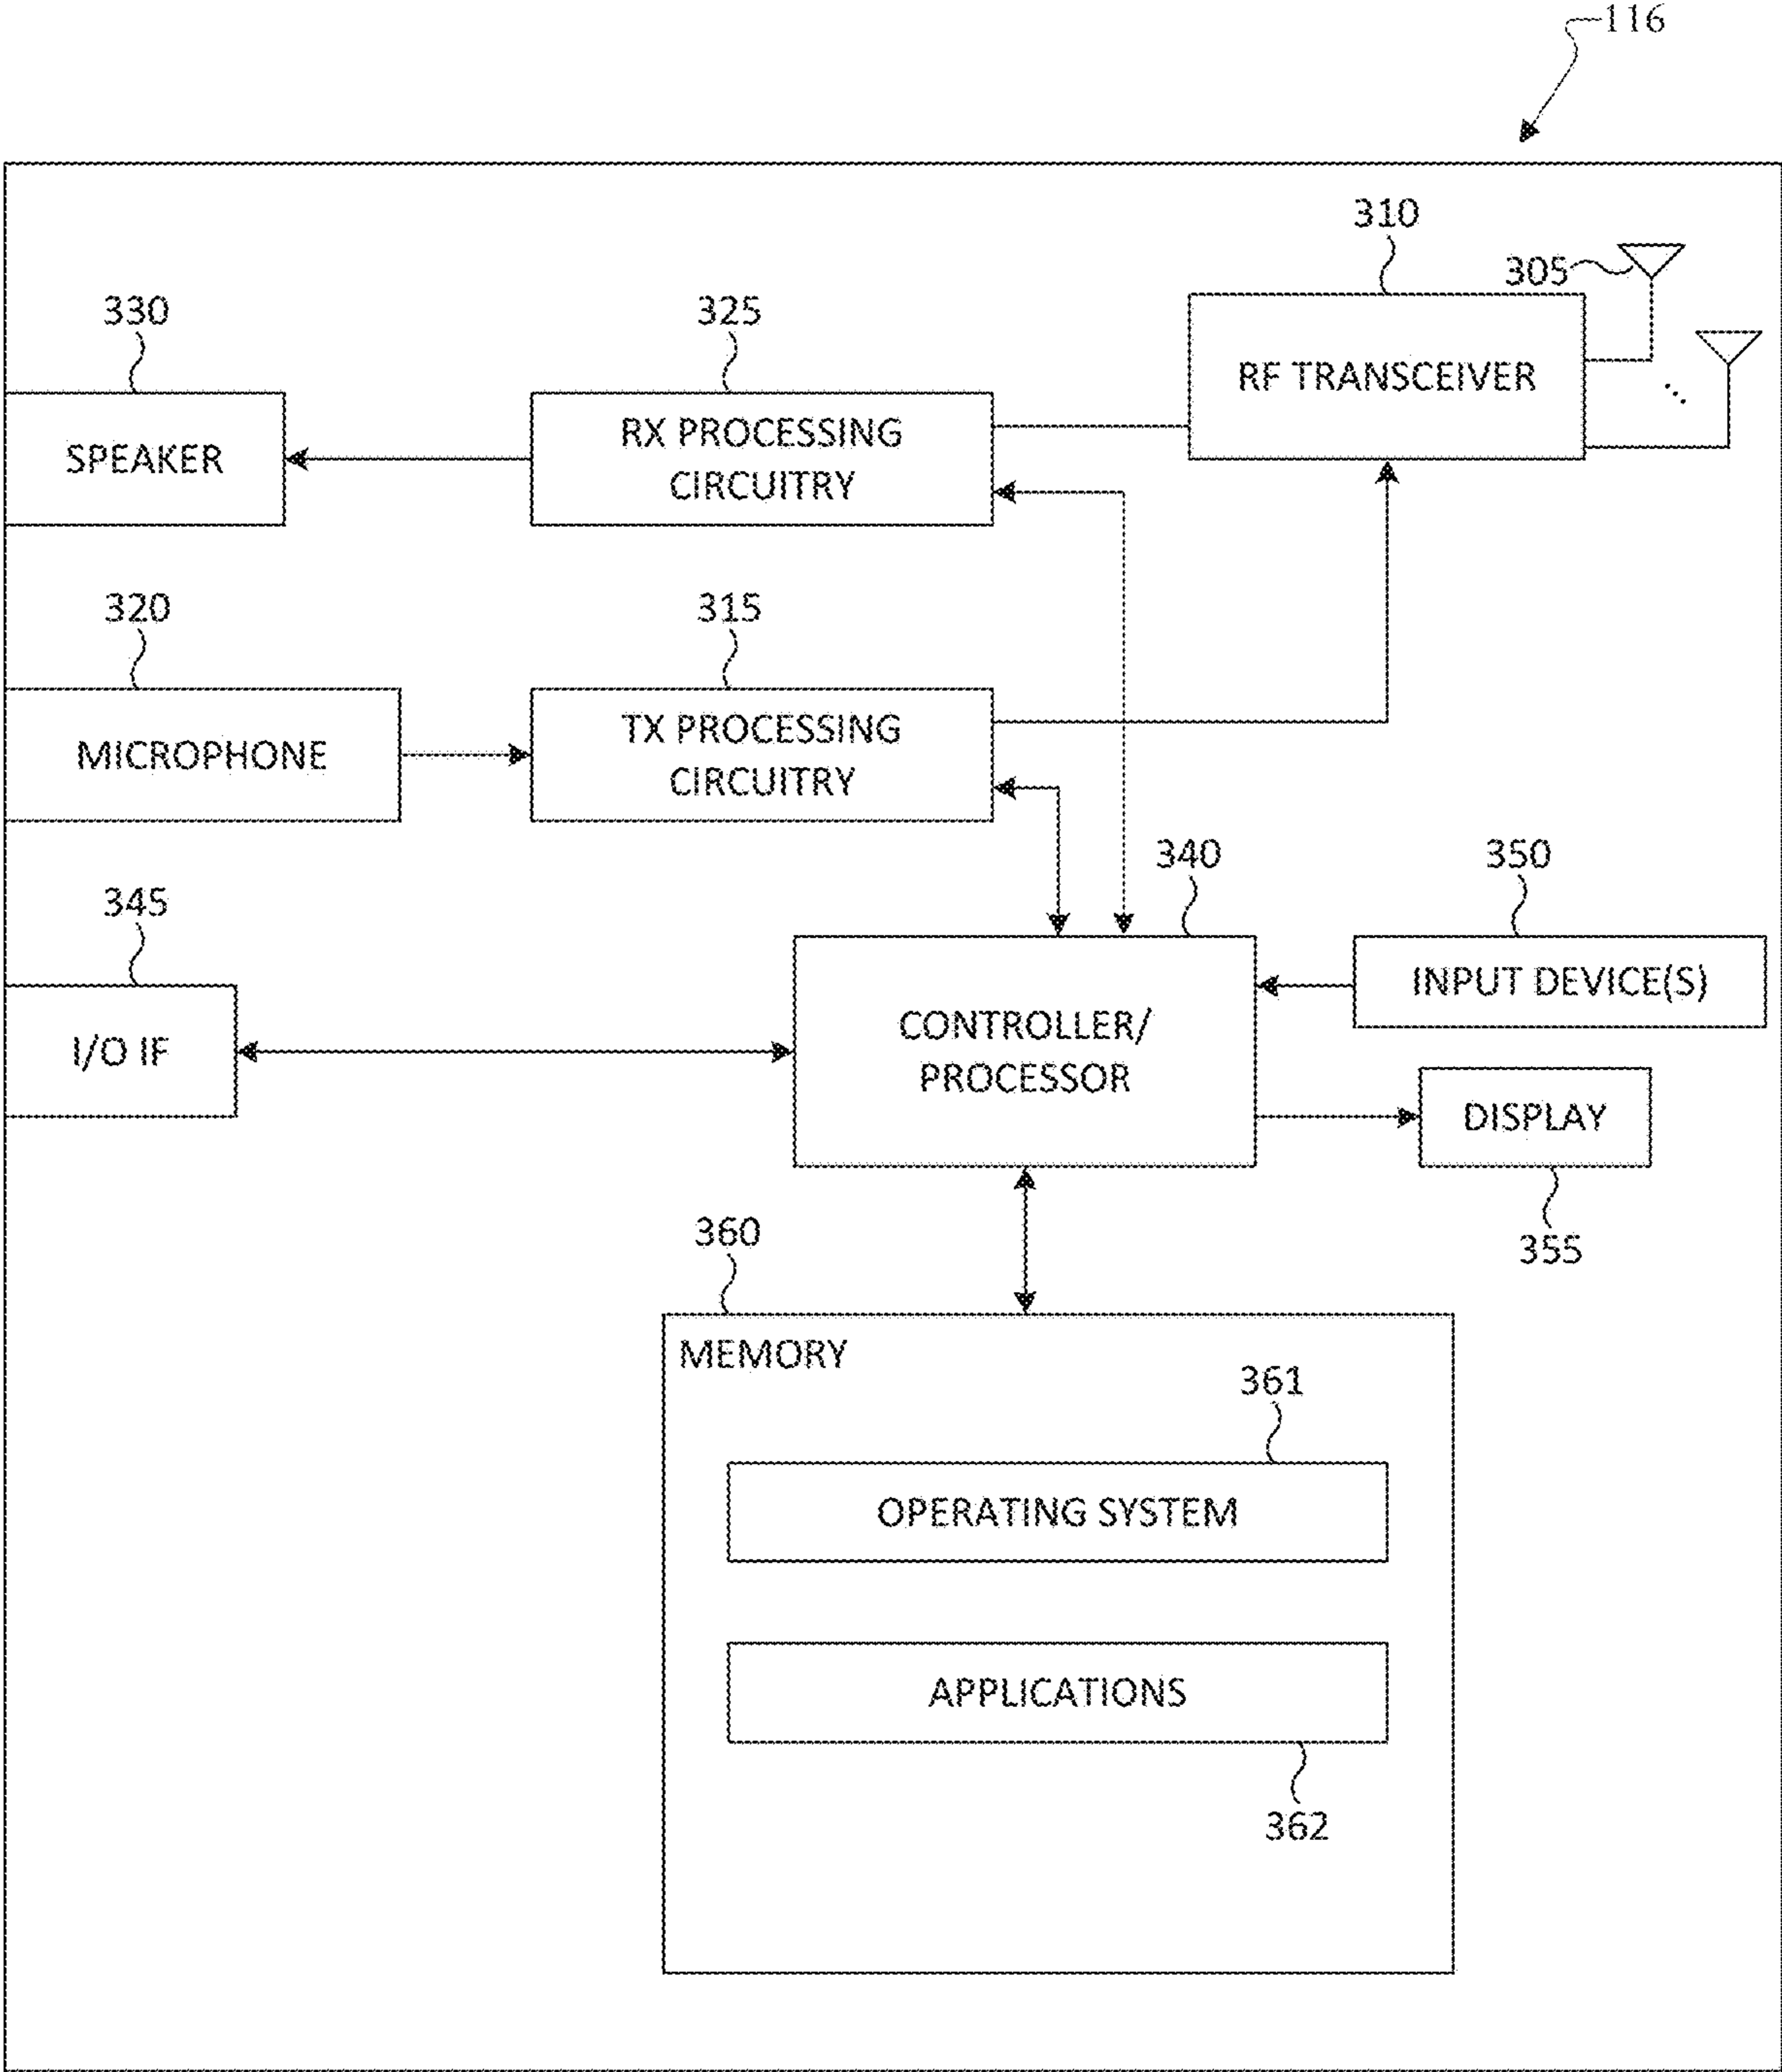 116
310
305
330
325
RF TRANSCEIVER
SPEAKER
RX PROCESSING
CIRCUITRY
320
315
MICROPHONE
TX PROCESSING
CIRCUITRY
340
350
345
INPUT DEVICE(S)
I/O IF
CONTROLLER/
PROCESSOR
DISPLAY
355
360
MEMORY
361
OPERATING SYSTEM
APPLICATIONS
362